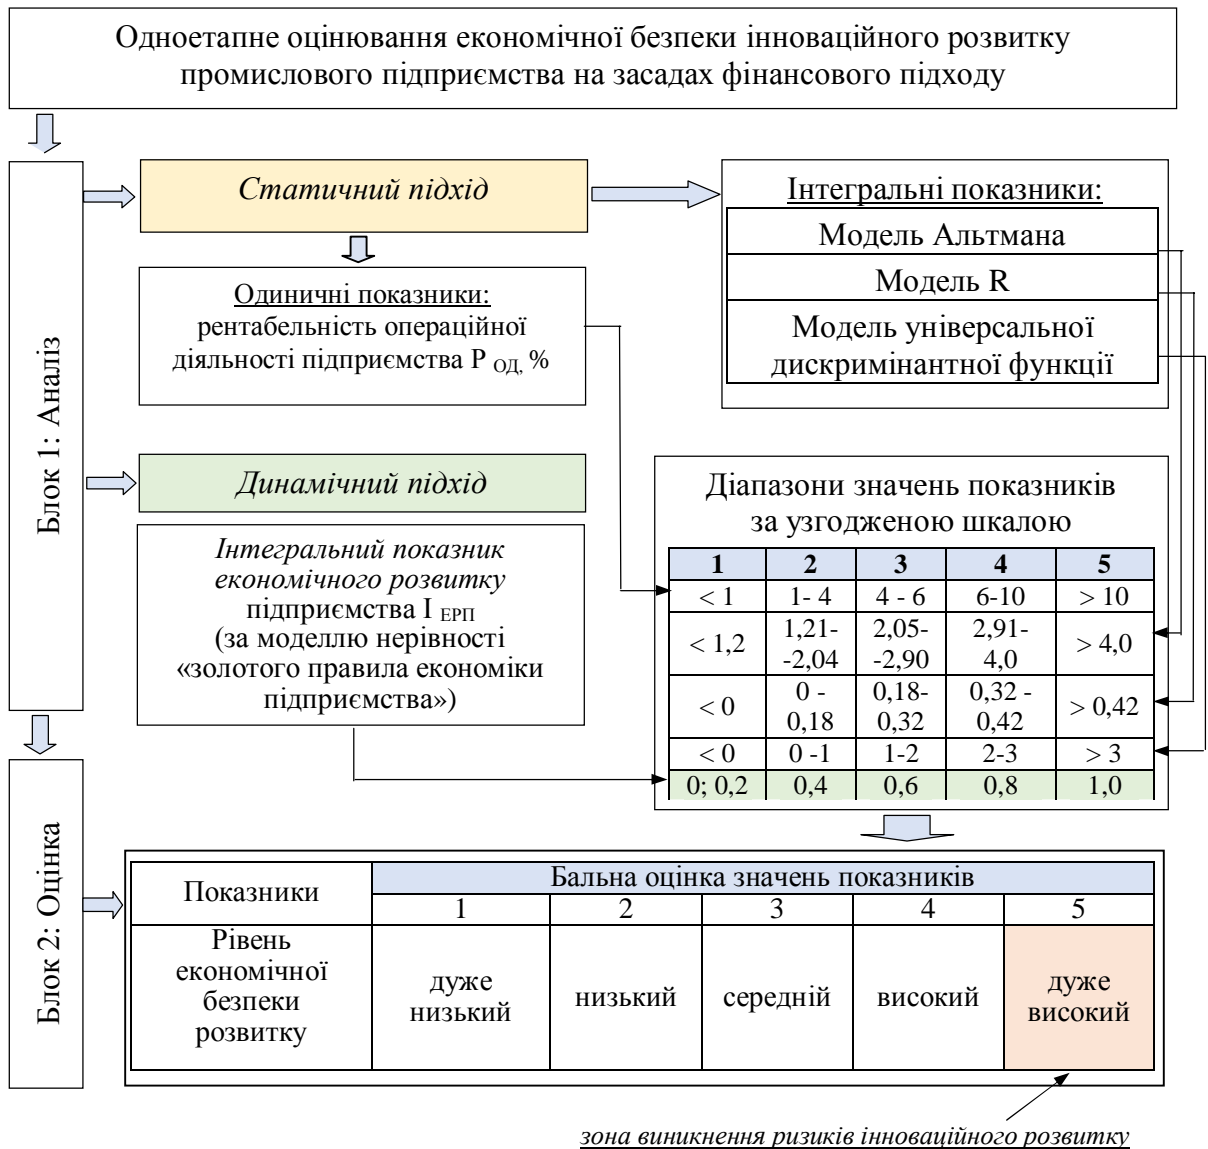 Одноетапне оцінювання економічної безпеки інноваційного розвитку
промислового підприємства на засадах фінансового підходу
Блок 1: Аналіз
Статичний підхід
Одиничні показники:
рентабельність операційної
діяльності підприємства Р ОД, %
Інтегральні показники:
Модель Альтмана
Модель R
Модель універсальної
дискримінантної функції
Динамічний підхід
Інтегральний показник
економічного розвитку
підприємства І ЕРП
(за моделлю нерівності
«золотого правила економіки
підприємства»)
Діапазони значень показників
за узгодженою шкалою
1 2 3 4 5
< 1 1- 4 4 - 6 6-10 > 10
< 1,2 1,21- -2,04 2,05- -2,90 2,91- 4,0 > 4,0
< 0 0 - 0,18 0,18- 0,32 0,32 - 0,42 > 0,42
< 0 0 -1 1-2 2-3 > 3
0; 0,2 0,4 0,6 0,8 1,0
Блок 2: Оцінка
Показники
Бальна оцінка значень показників
1 2 3 4 5
Рівень
економічної
безпеки
розвитку
дуже
низький
низький
середній
високий
дуже
високий
зона виникнення ризиків інноваційного розвитку